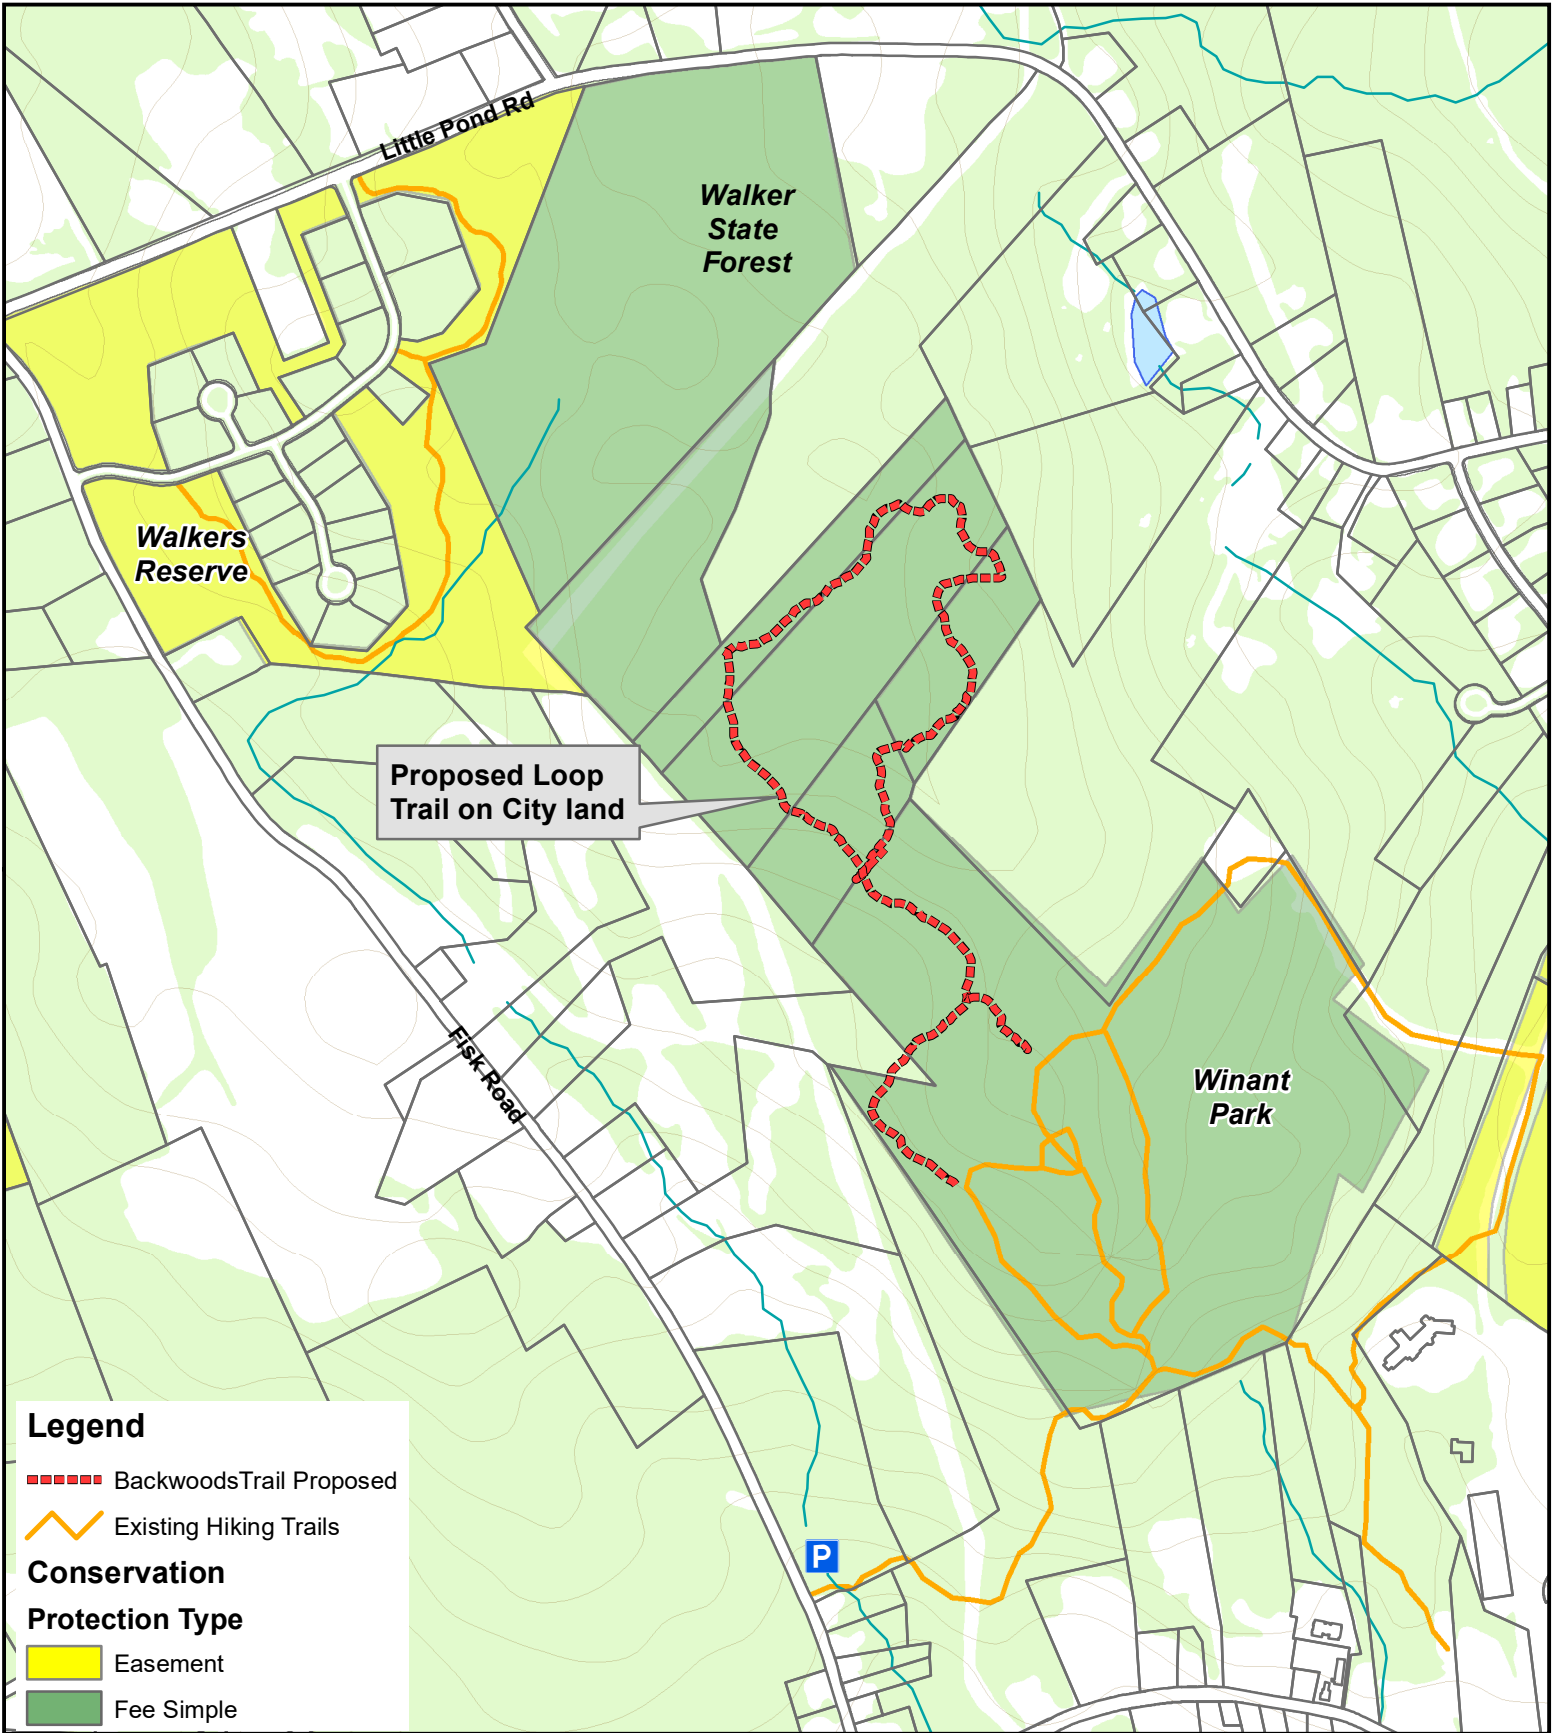 Little Pond Rd
Walker
State
Forest
Walkers
Reserve
Proposed Loop
Trail on City land
Fisk Road
Winant
Park
P
Legend
BackwoodsTrail Proposed
Existing Hiking Trails
Conservation
Protection Type
Easement
Fee Simple